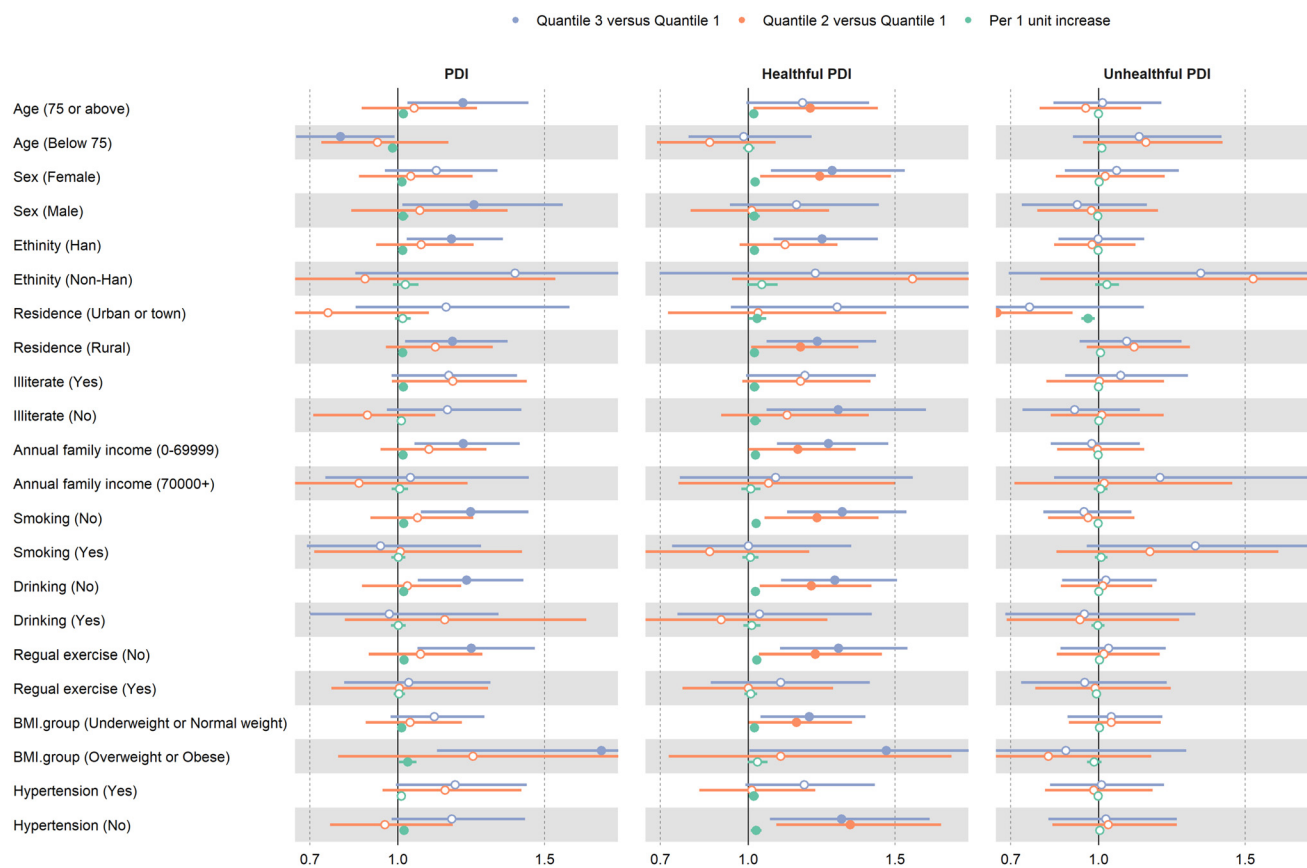 Quantile 3 versus Quantile 1 Quantile 2 versus Quantile 1 Per 1 unit increase
PDI Healthful PDI Unhealthful PDI
Age (75 or above)
Age (Below 75)
Sex (Female)
Sex (Male)
Ethinity (Han)
Ethinity (Non-Han)
Residence (Urban or town)
Residence (Rural)
Illiterate (Yes)
Illiterate (No)
Annual family income (0-69999)
Annual family income (70000+)
Smoking (No)
Smoking (Yes)
Drinking (No)
Drinking (Yes)
Regual exercise (No)
Regual exercise (Yes)
BMI.group (Underweight or Normal weight)
BMI.group (Overweight or Obese)
Hypertension (Yes)
Hypertension (No)
0.7 1.0 1.5 0.7 1.0 1.5 0.7 1.0 1.5